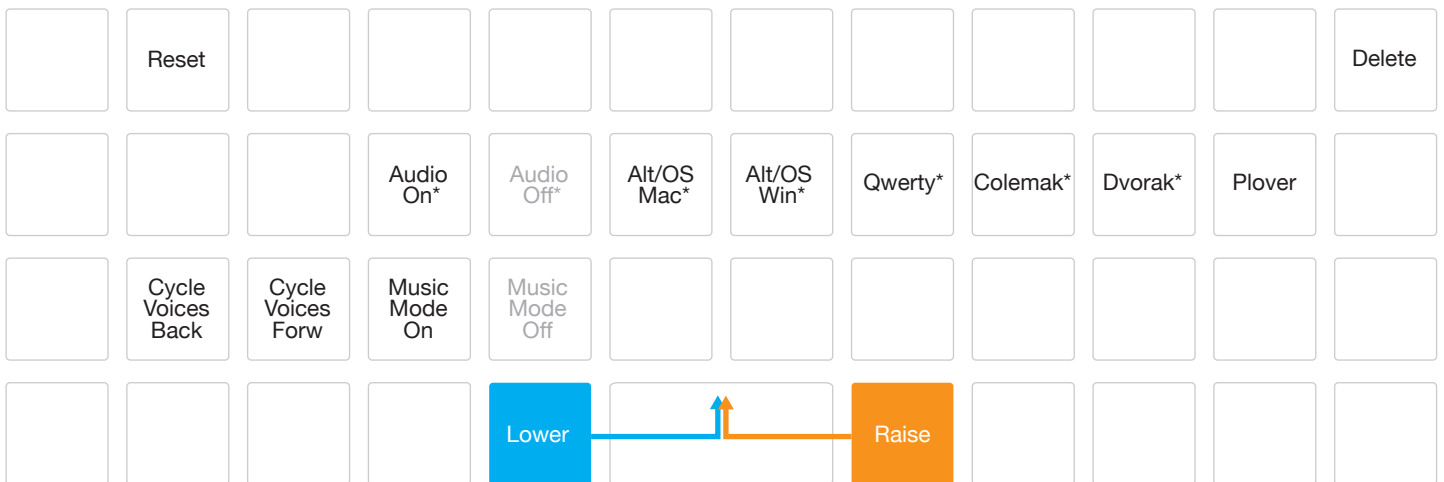 Reset
Delete
Audio
On*
Audio
Off*
Alt/OS
Mac*
Alt/OS
Win*
Qwerty*
Colemak*
Dvorak*
Plover
Cycle
Voices
Back
Cycle
Voices
Forw
Music
Mode
On
Music
Mode
Off
Lower
Raise